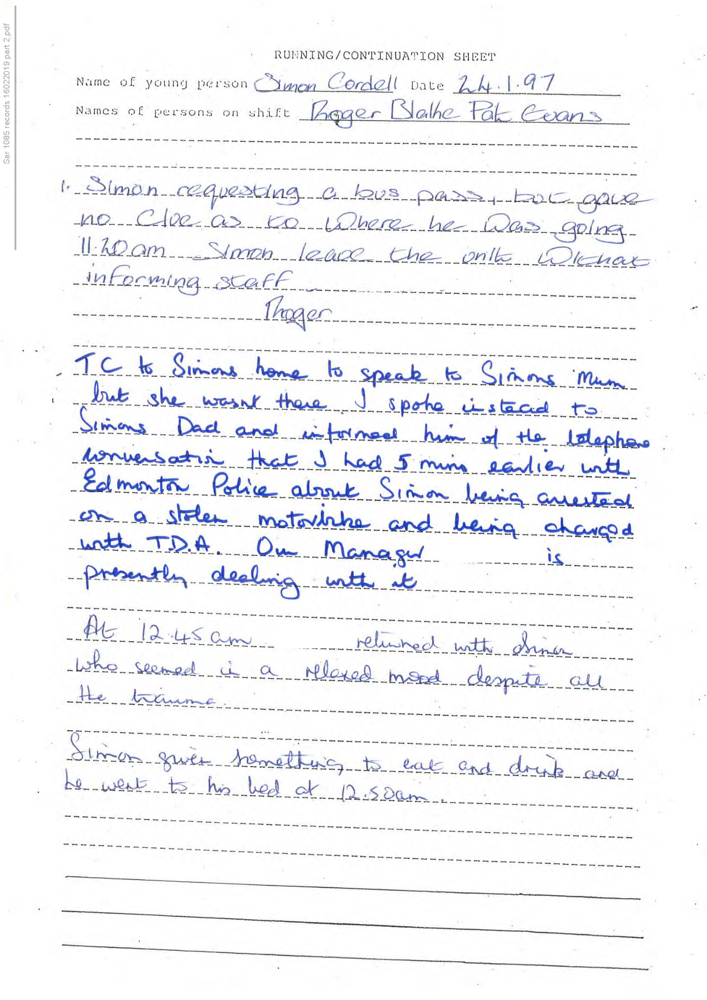 Sar 1085 records 16022019 part 2.pdf
RUNNING/CONTINUATION SHEET
Name of young person Simon Cordell Date 24.1.97
Names of persons on shift Roger Blathe Pat Evans
1. Simon requesting a bus pass, but gave
no clue as to where he was going
11.20am Simon leave the unit without
informing staff
Roger
TC to Simons home to speak to Simons Mum
but she wasnt there. I spoke instead to
Simons Dad and informed him of the telephone
conversation that I had 5 mins earlier with
Edmonton Police about Simon being arrested
on a stolen motorbike and being charged
with T.D.A. Our Manager is
presently dealing with it
At 12.45am returned with Simon
who seemed in a relaxed mood despite all
the trauma.
Simon given something to eat and drink and
he went to his bed at 12.50am.